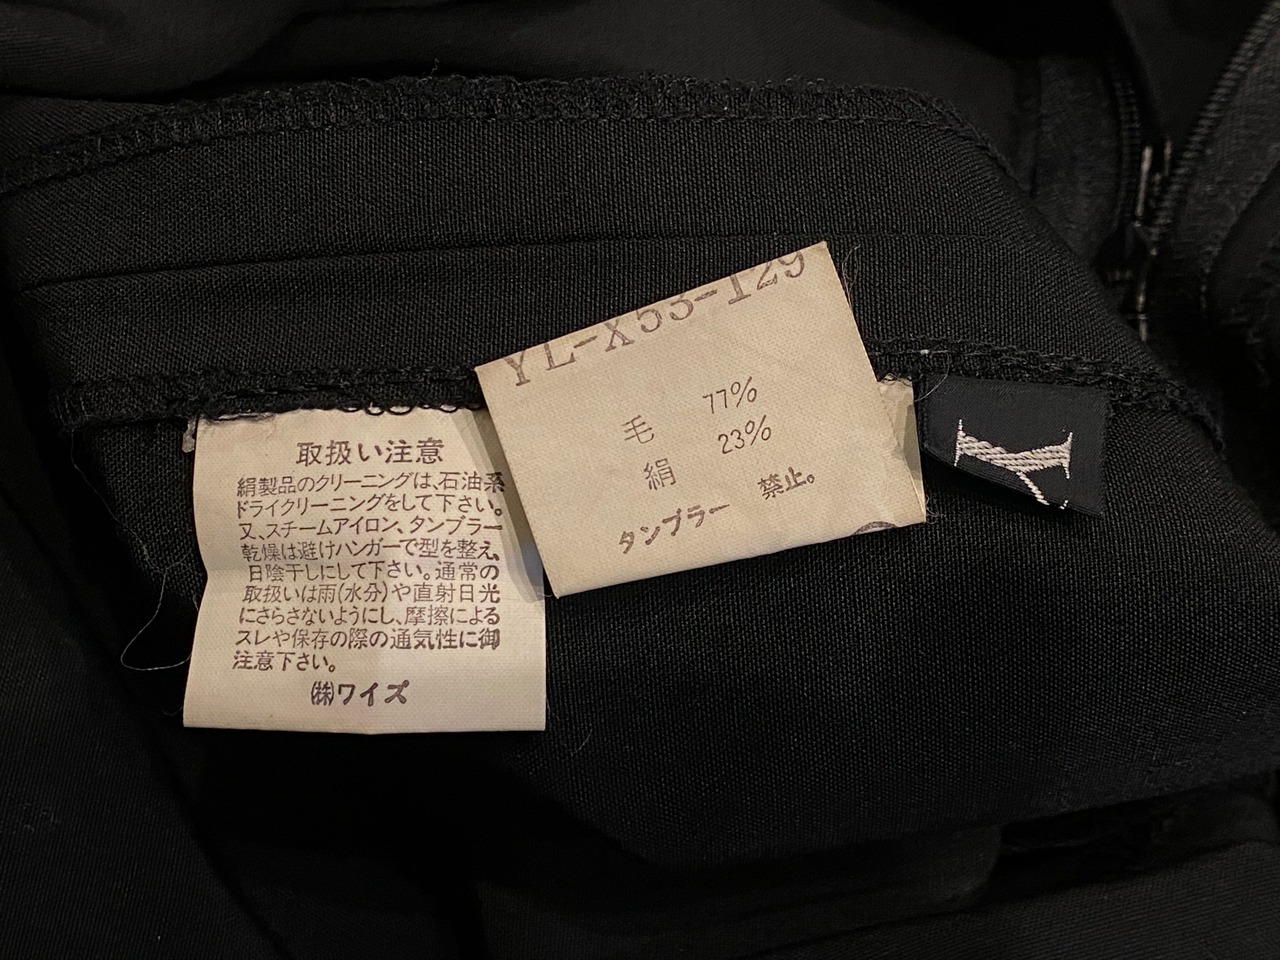 取扱い注意
絹製品のクリーニングは、石油系
ドライクリーニングをして下さい。
又、スチームアイロン、タンブラー
乾燥は避けハンガーで型を整え、
日陰干しにして下さい。通常の
取扱いは雨(水分)や直射日光
にさらさないようにし、摩擦による
スレや保存の際の通気性に御
注意下さい。
㈱ワイズ
YL-X53-129
毛 77%
絹 23%
タンブラー 禁止。
Y